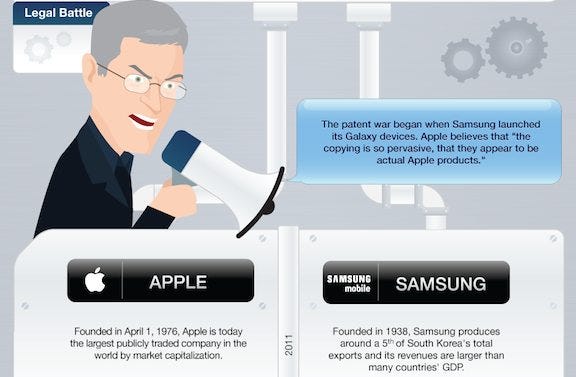 Legal Battle
The patent war began when Samsung launched
its Galaxy devices. Apple believes that “the
copying is so pervasive, that they appear to be
actual Apple products.”
APPLE
Founded in April 1, 1976, Apple is today
the largest publicly traded company in the
world by market capitalization.
2011
SAMSUNG
mobile
SAMSUNG
Founded in 1938, Samsung produces
around a 5th of South Korea's total
exports and its revenues are larger than
many countries' GDP.